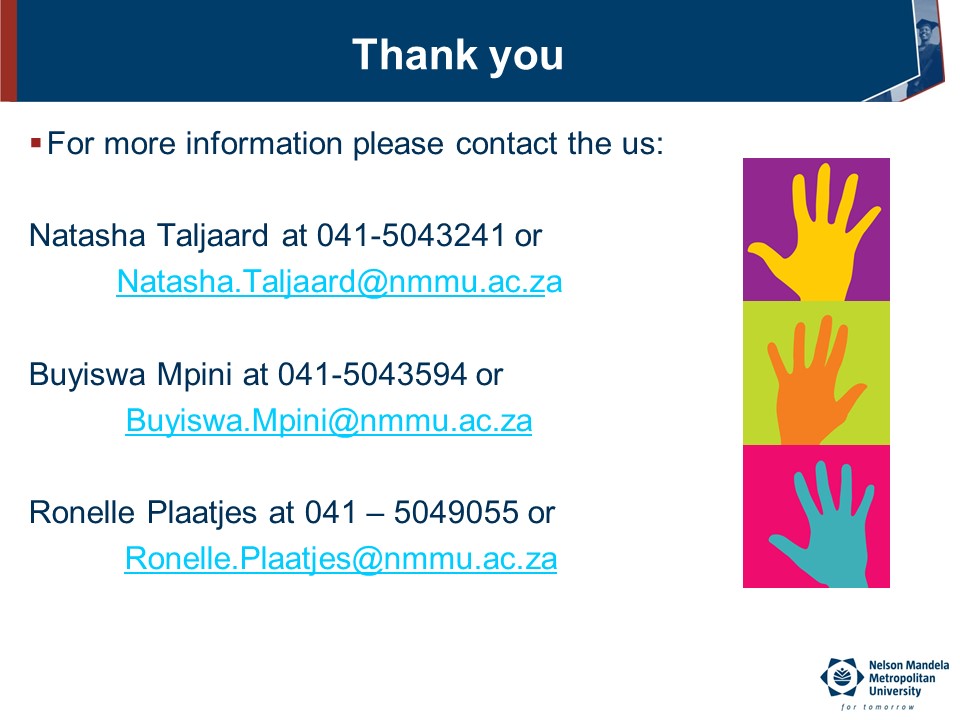 Thank you
▪For more information please contact the us:
Natasha Taljaard at 041-5043241 or
Natasha.Taljaard@nmmu.ac.za
Buyiswa Mpini at 041-5043594 or
Buyiswa.Mpini@nmmu.ac.za
Ronelle Plaatjes at 041 – 5049055 or
Ronelle.Plaatjes@nmmu.ac.za
Nelson Mandela
Metropolitan
University
for tomorrow